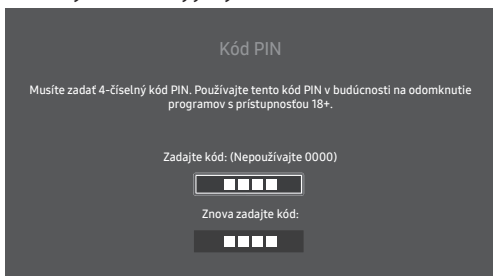 Kód PIN
Musíte zadať 4-číselný kód PIN. Používajte tento kód PIN v budúcnosti na odomknutie
programov s prístupnosťou 18+.
Zadajte kód: (Nepoužívajte 0000)
Znova zadajte kód: